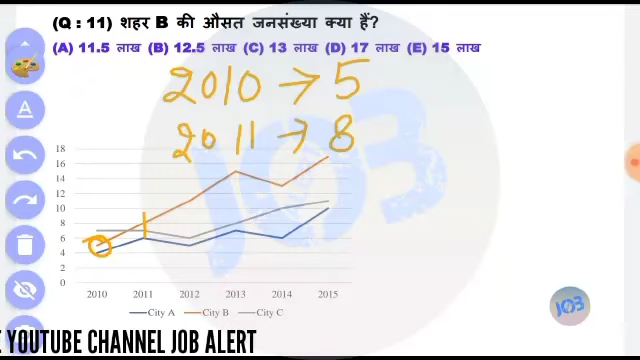 (Q : 11) शहर B की औसत जनसंख्या क्या हैं?
(A) 11.5 लाख (B) 12.5 लाख (C) 13 लाख (D) 17 लाख (E) 15 लाख
2010 → 5
2011 → 8
JOB
18
16
14
12
10
8
6
4
2
0
2010 2011 2012 2013 2014 2015
City A City B City C
JOB
YOUTUBE CHANNEL JOB ALERT